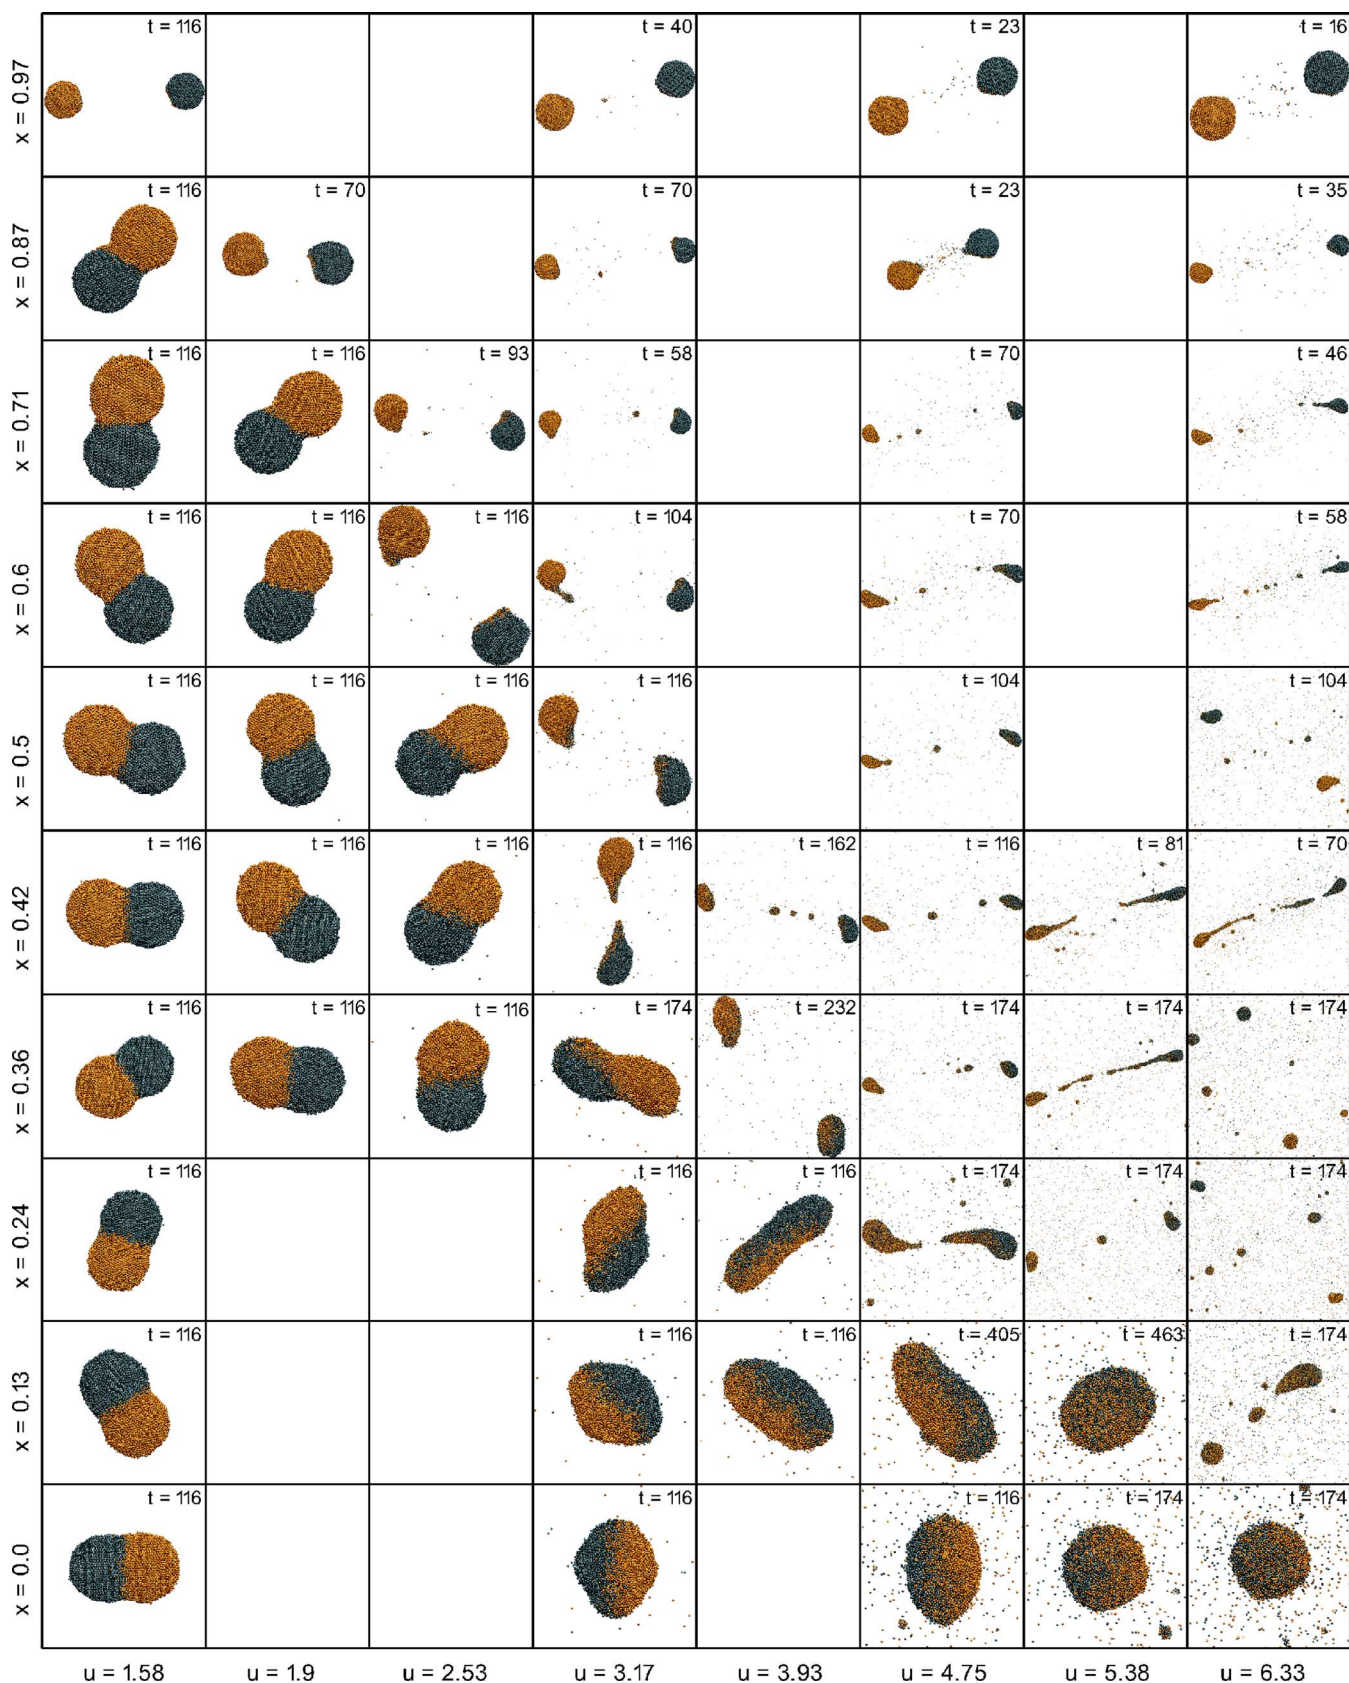 x = 0.97
t = 116
t = 40
t = 23
t = 16
x = 0.87
t = 116
t = 70
t = 70
t = 23
t = 35
x = 0.71
t = 116
t = 116
t = 93
t = 58
t = 70
t = 46
x = 0.6
t = 116
t = 116
t = 116
t = 104
t = 70
t = 58
x = 0.5
t = 116
t = 116
t = 116
t = 116
t = 104
t = 104
x = 0.42
t = 116
t = 116
t = 116
t = 116
t = 162
t = 116
t = 81
t = 70
x = 0.36
t = 116
t = 116
t = 116
t = 174
t = 232
t = 174
t = 174
t = 174
x = 0.24
t = 116
t = 116
t = 116
t = 174
t = 174
t = 174
x = 0.13
t = 116
t = 116
t = 116
t = 405
t = 463
t = 174
x = 0.0
t = 116
t = 116
t = 116
t = 174
t = 174
u = 1.58
u = 1.9
u = 2.53
u = 3.17
u = 3.93
u = 4.75
u = 5.38
u = 6.33